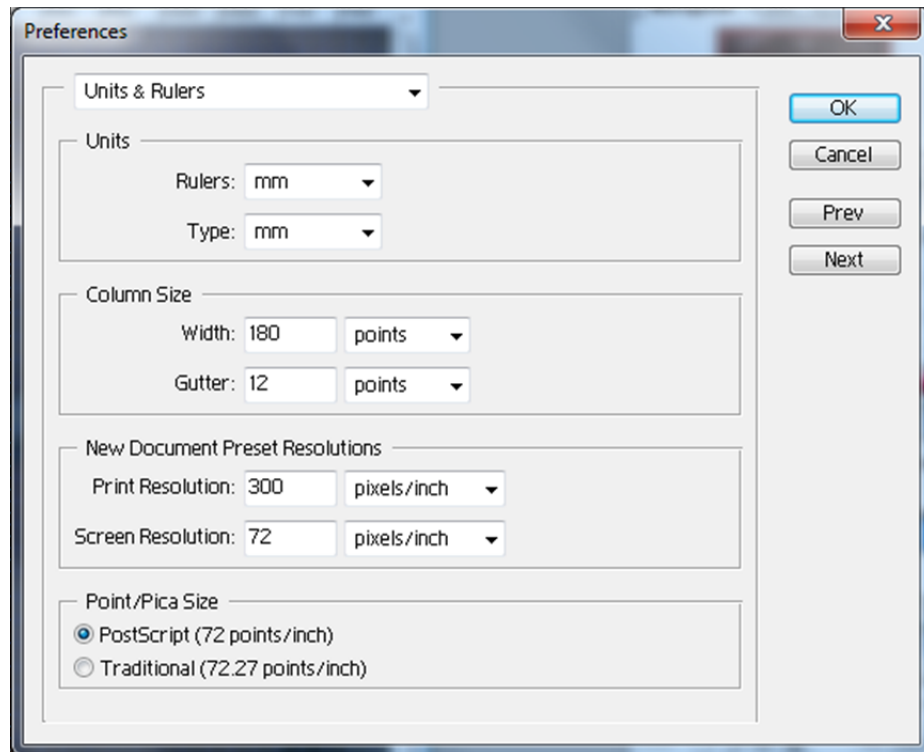 Preferences
Units & Rulers
OK
Cancel
Prev
Next
Units
Rulers: mm
Type: mm
Column Size
Width: 180 points
Gutter: 12 points
New Document Preset Resolutions
Print Resolution: 300 pixels/inch
Screen Resolution: 72 pixels/inch
Point/Pica Size
PostScript (72 points/inch)
Traditional (72.27 points/inch)